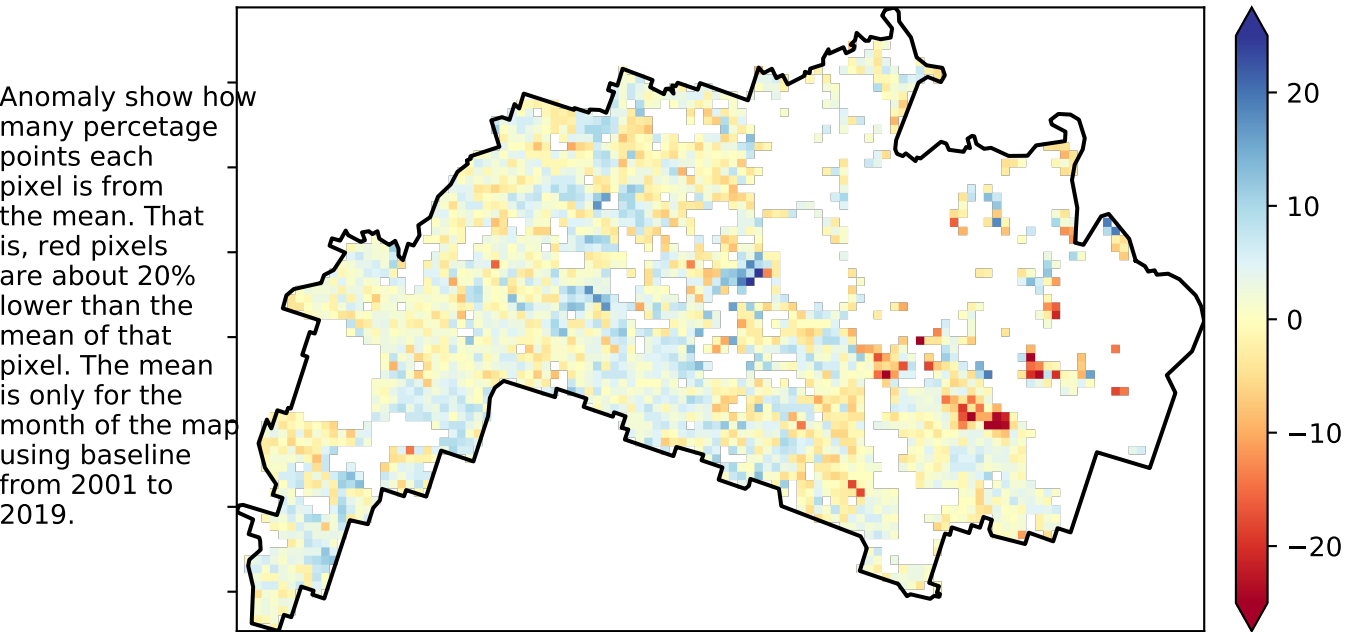 Anomaly show how
many percetage
points each
pixel is from
the mean. That
is, red pixels
are about 20%
lower than the
mean of that
pixel. The mean
is only for the
month of the map
using baseline
from 2001 to
2019.
20
10
0
−10
−20